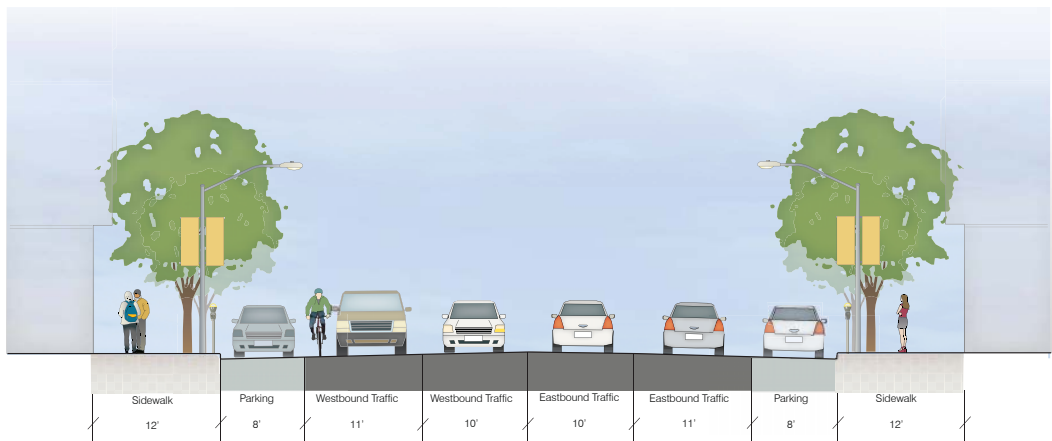 Sidewalk Parking Westbound Traffic Westbound Traffic Eastbound Traffic Eastbound Traffic Parking Sidewalk
12' 8' 11' 10' 10' 11' 8' 12'